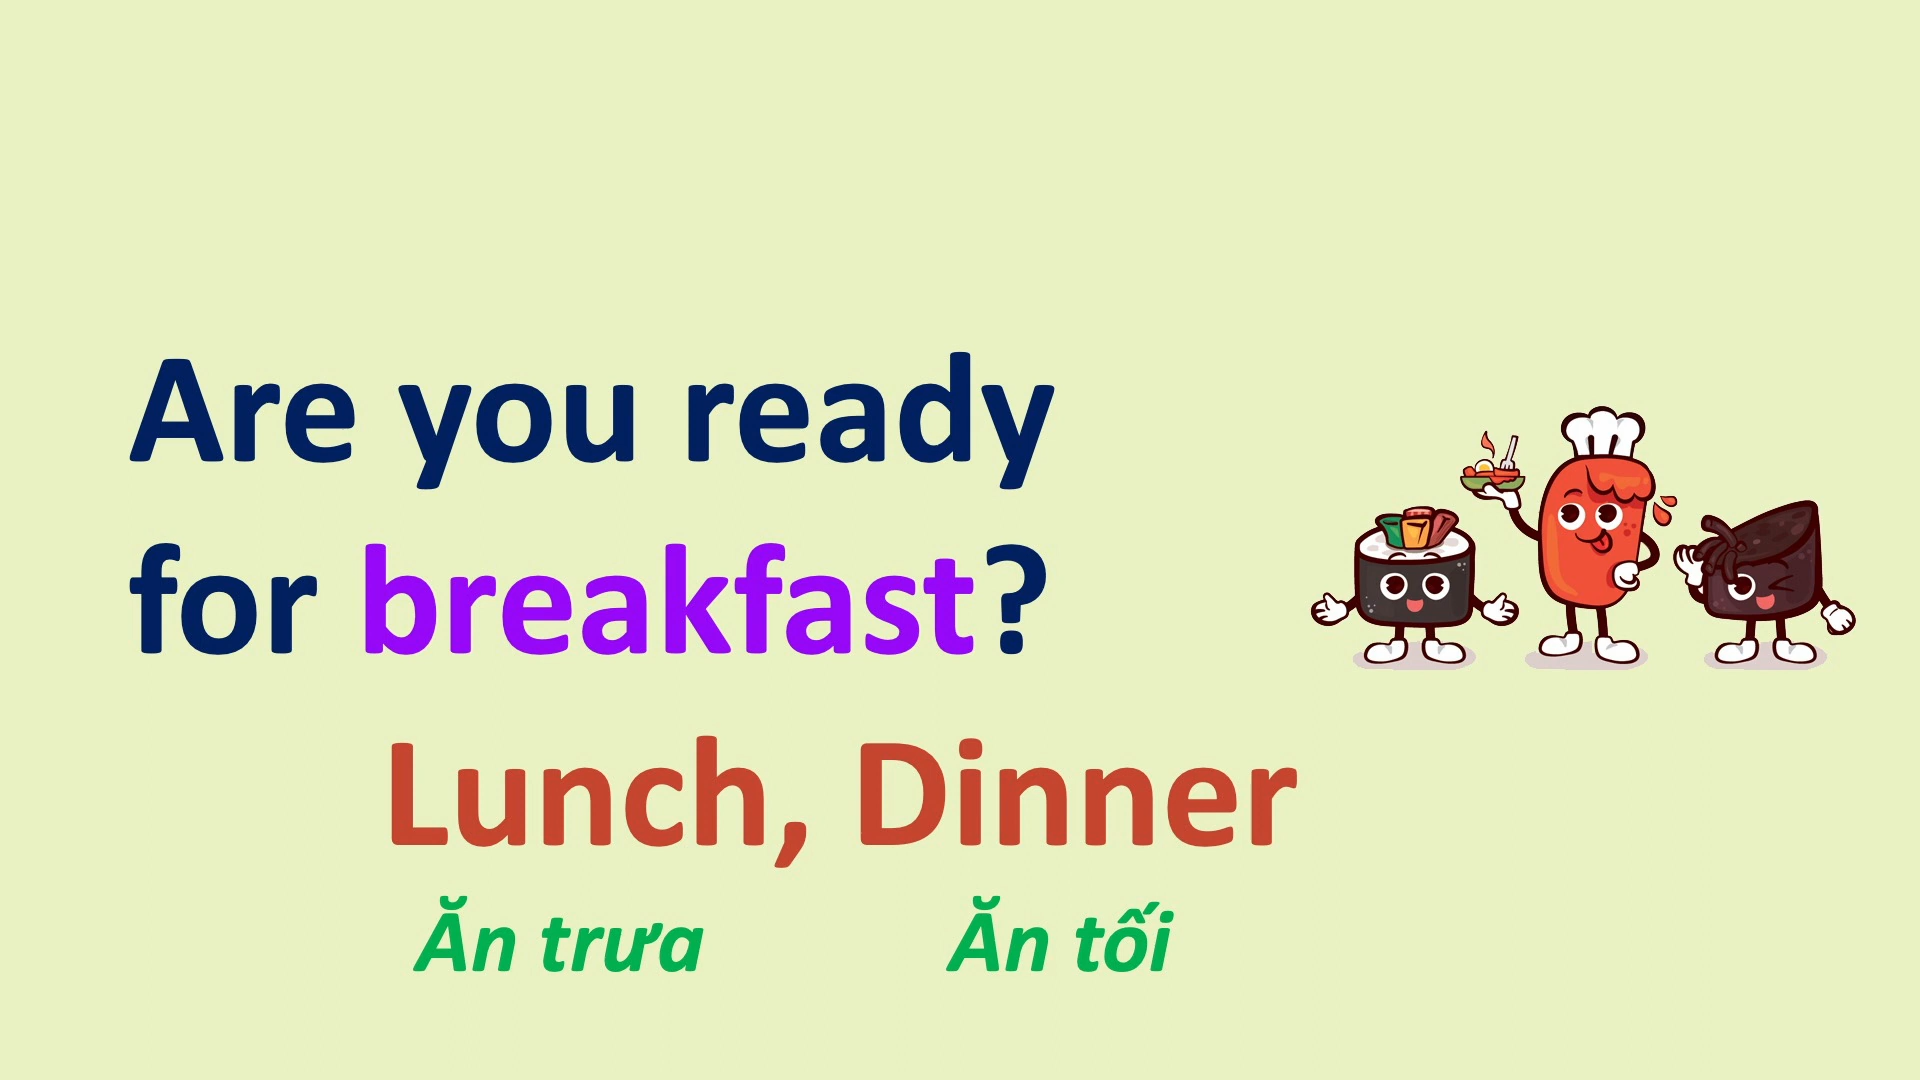 Are you ready
for breakfast?
Lunch, Dinner
Ăn trưa Ăn tối